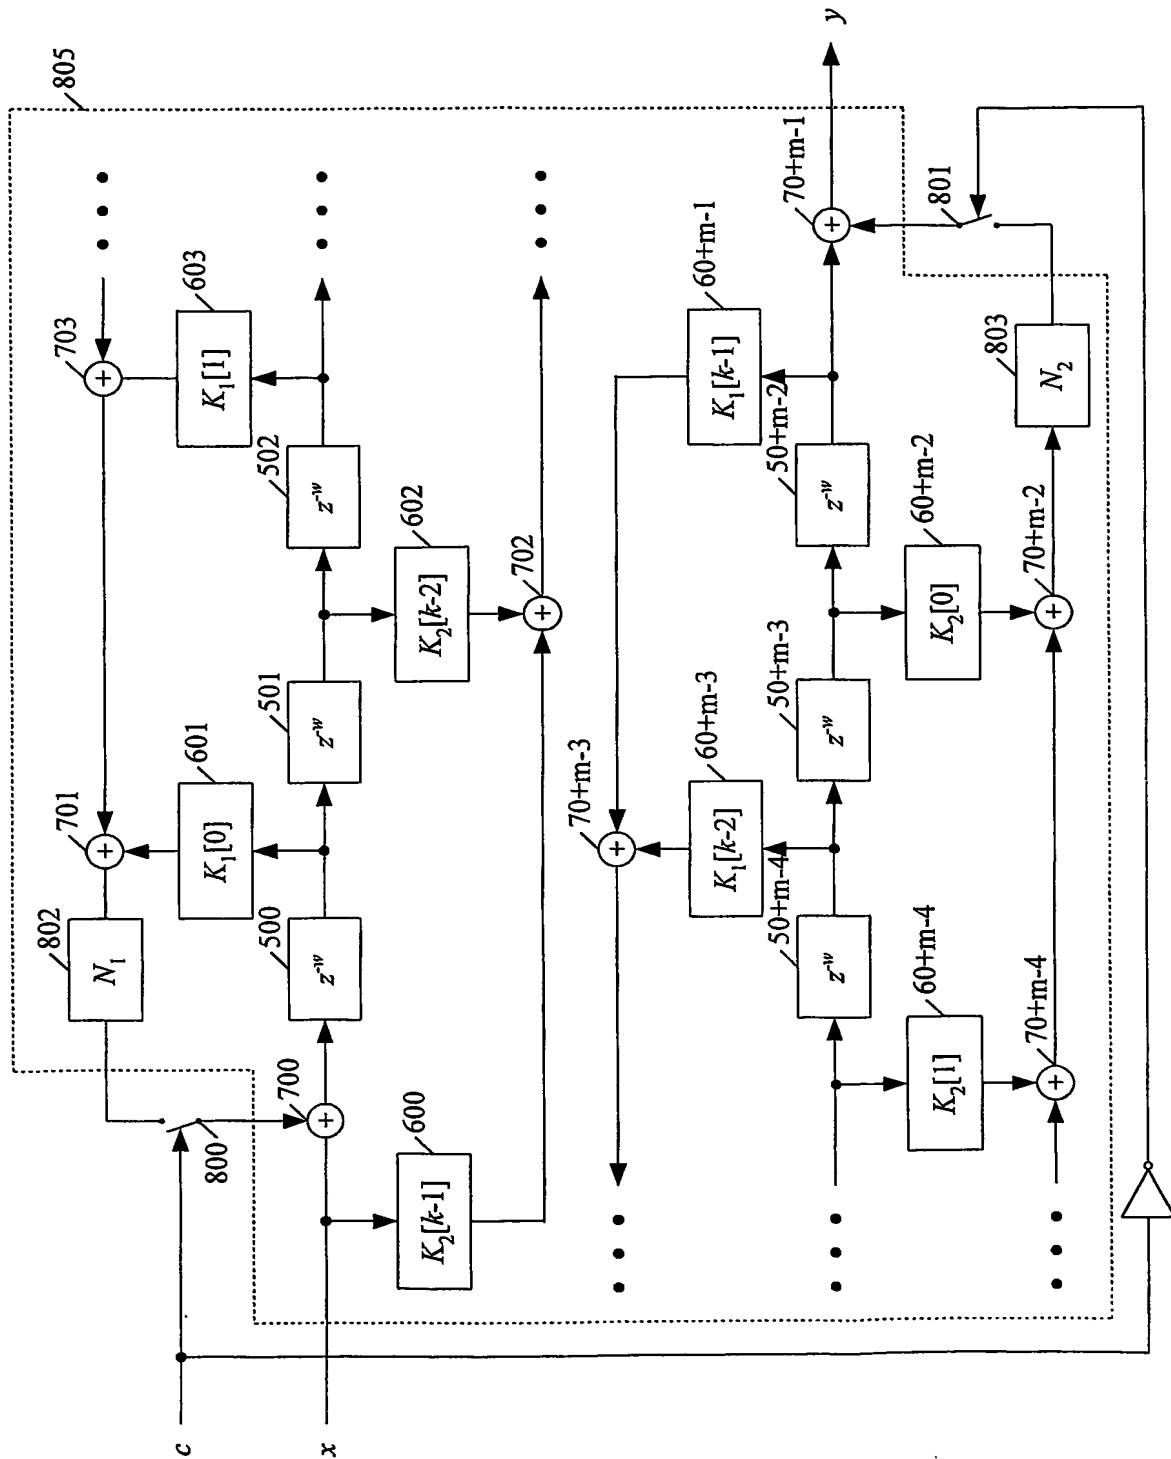 805
703
603
K₁[1]
502
z⁻ʷ
602
K₂[k-2]
702
501
z⁻ʷ
701
601
K₁[0]
802
N₁
500
z⁻ʷ
700
600
K₂[k-1]
800
c
x
y
70+m-1
801
60+m-1
K₁[k-1]
50+m-2
z⁻ʷ
803
N₂
60+m-2
K₂[0]
70+m-2
50+m-3
z⁻ʷ
70+m-3
60+m-3
K₁[k-2]
50+m-4
z⁻ʷ
60+m-4
K₂[1]
70+m-4